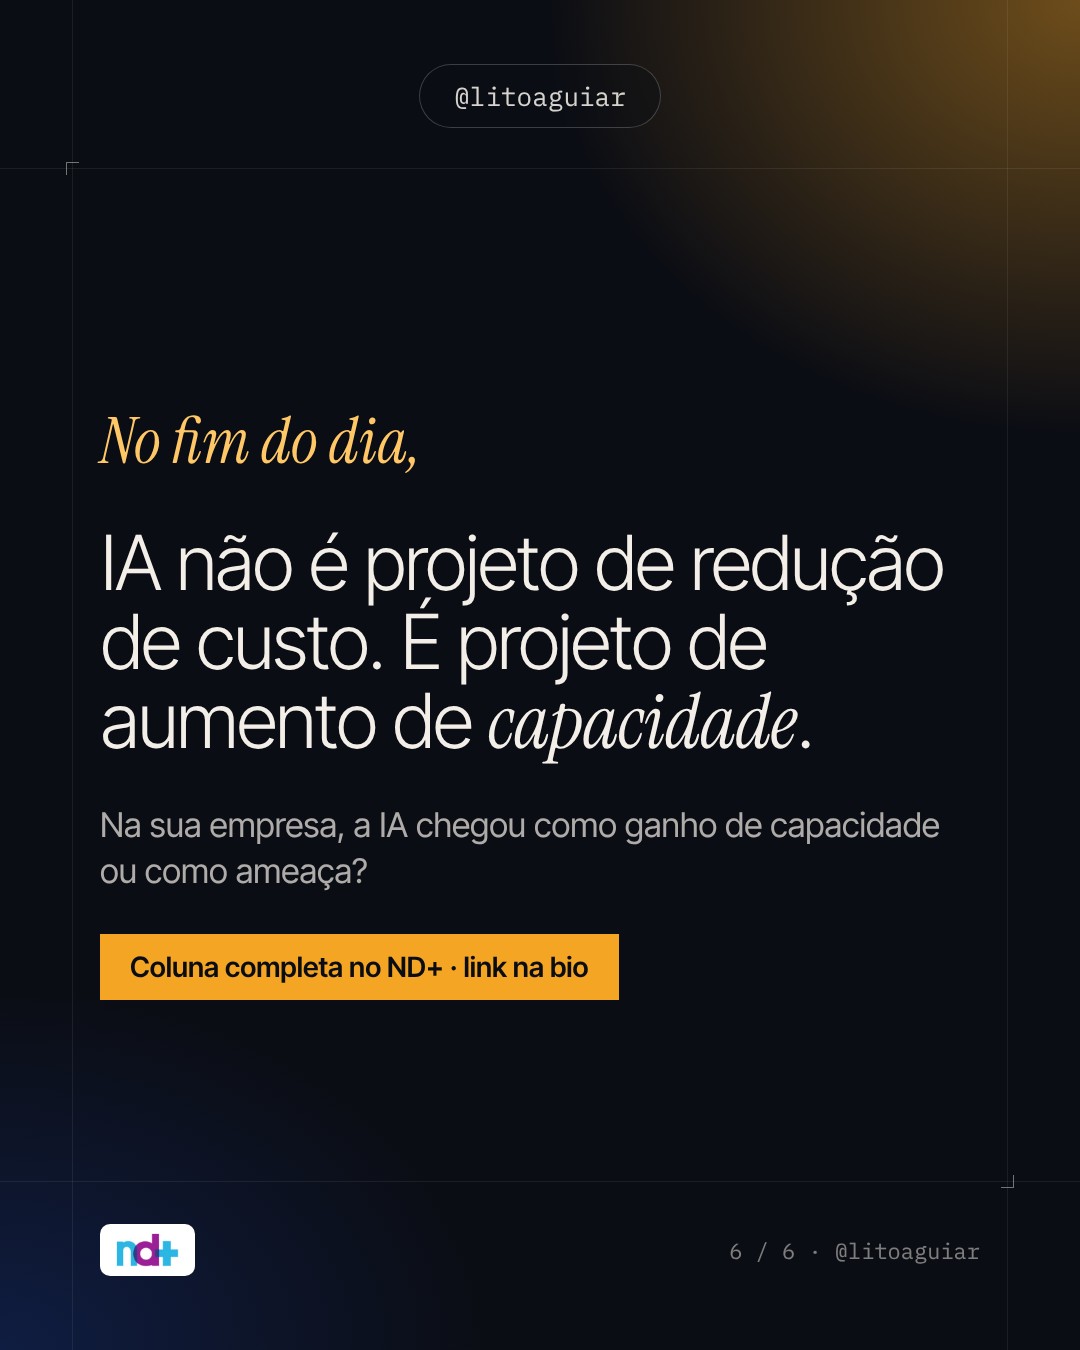 @litoaguiar
No fim do dia,
IA não é projeto de redução
de custo. É projeto de
aumento de capacidade.
Na sua empresa, a IA chegou como ganho de capacidade
ou como ameaça?
Coluna completa no ND+ · link na bio
nd+
6 / 6 · @litoaguiar